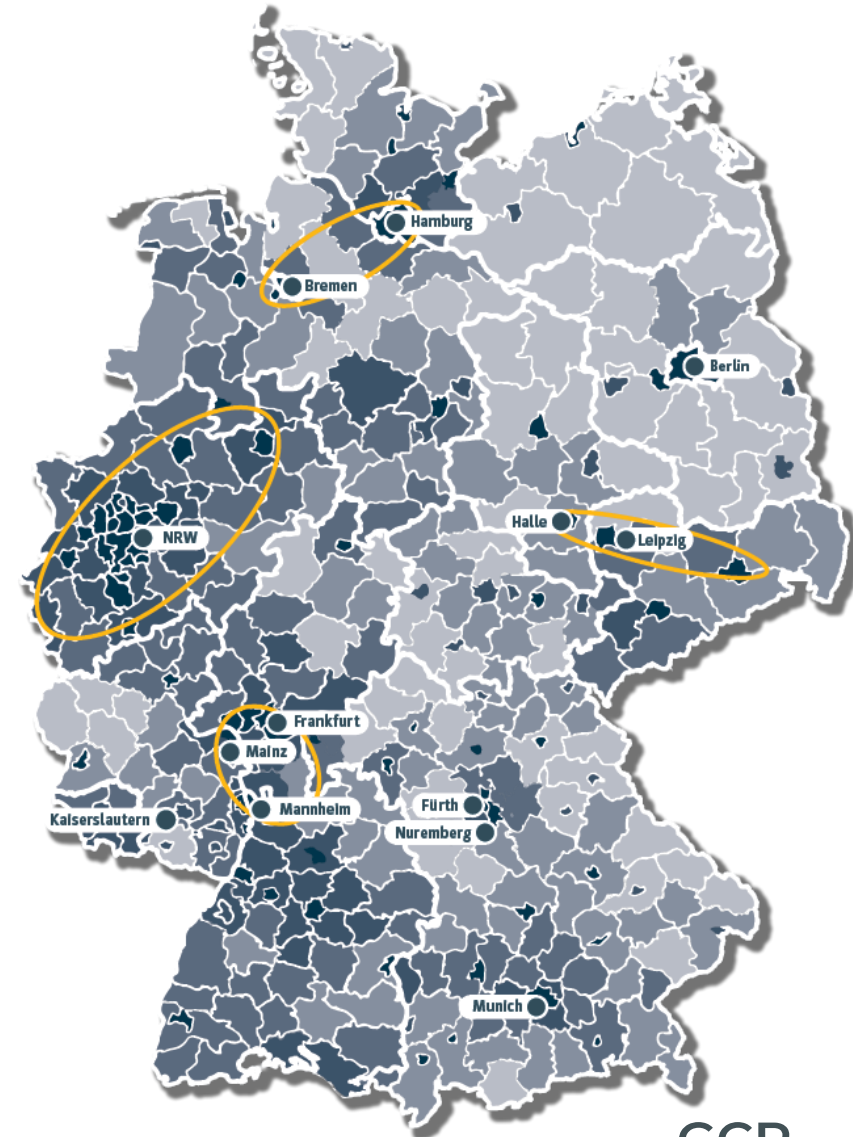 Hamburg
Bremen
Berlin
Halle
NRW
Leipzig
Frankfurt
Mainz
Mannheim
Fürth
Kaiserslautern
Nuremberg
Munich